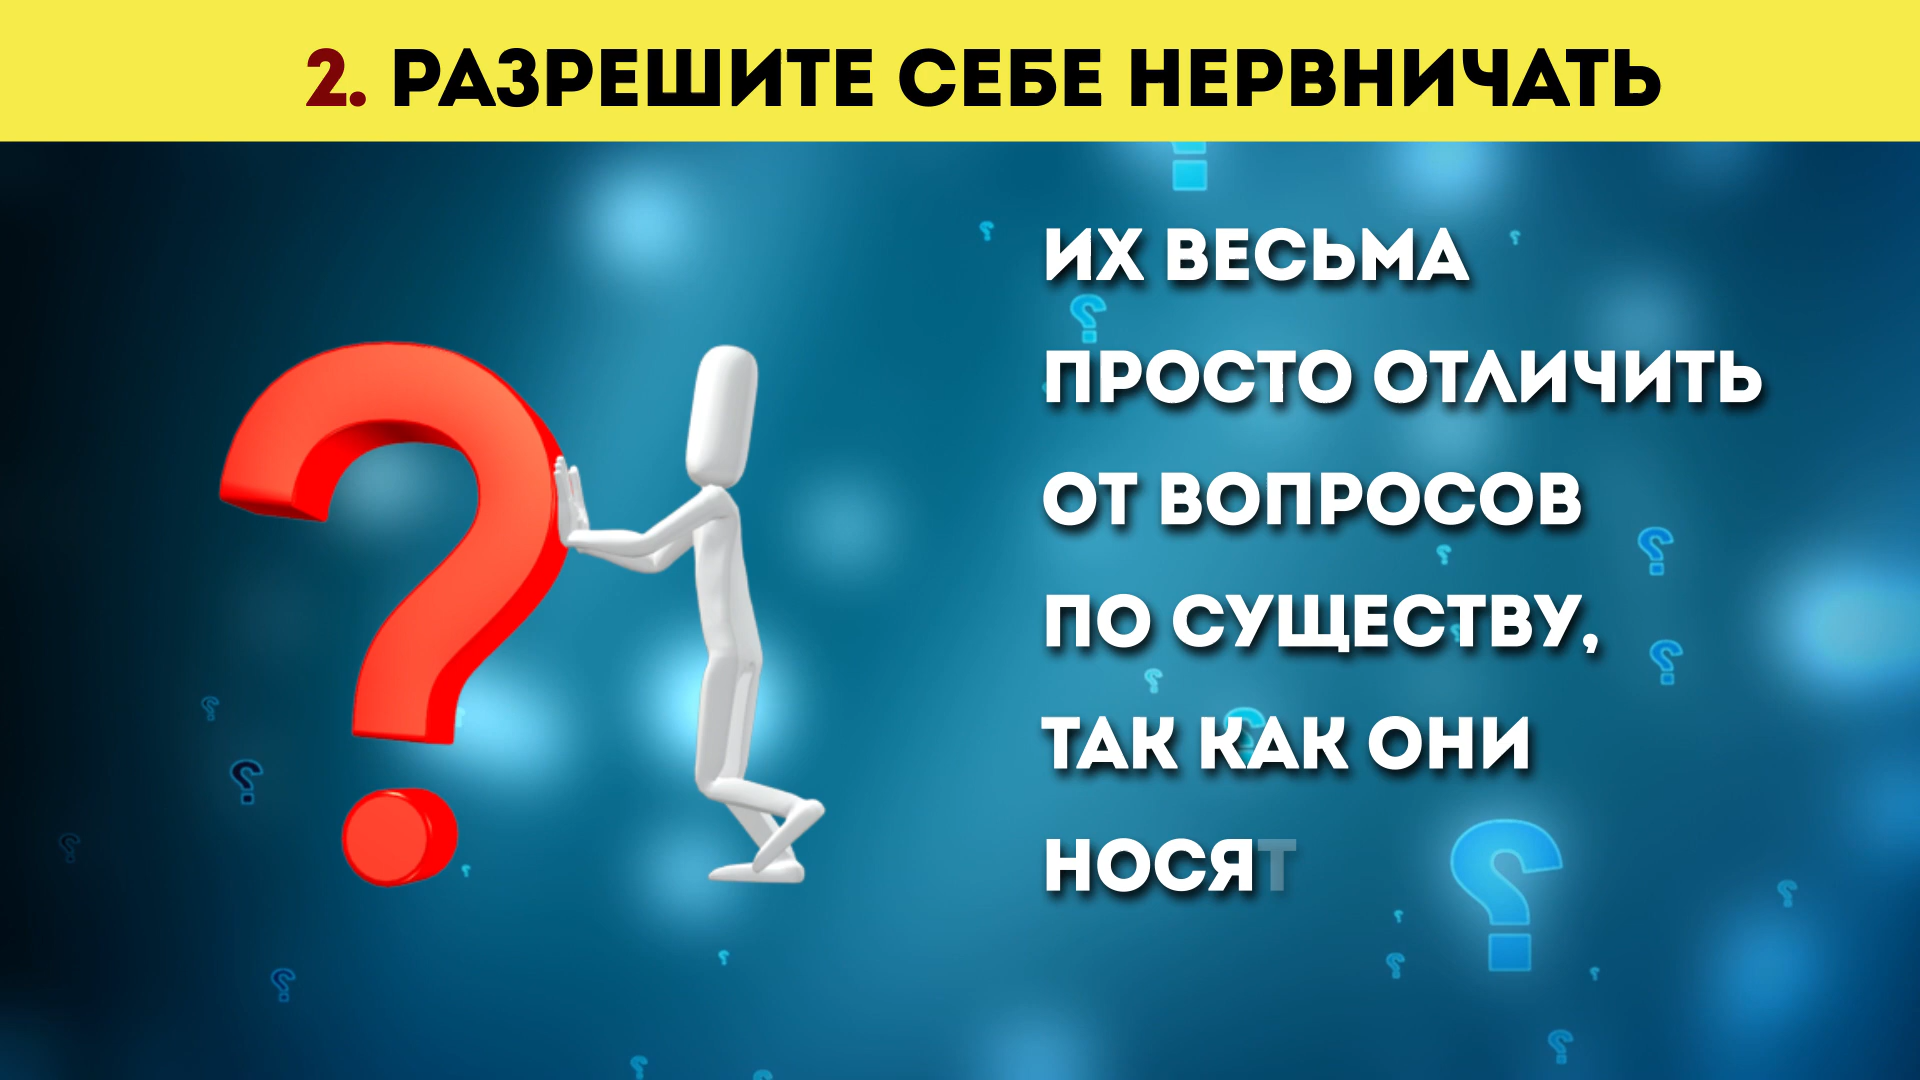 2. РАЗРЕШИТЕ СЕБЕ НЕРВНИЧАТЬ
ИХ ВЕСЬМА
ПРОСТО ОТЛИЧИТЬ
ОТ ВОПРОСОВ
ПО СУЩЕСТВУ,
ТАК КАК ОНИ
НОСЯТ